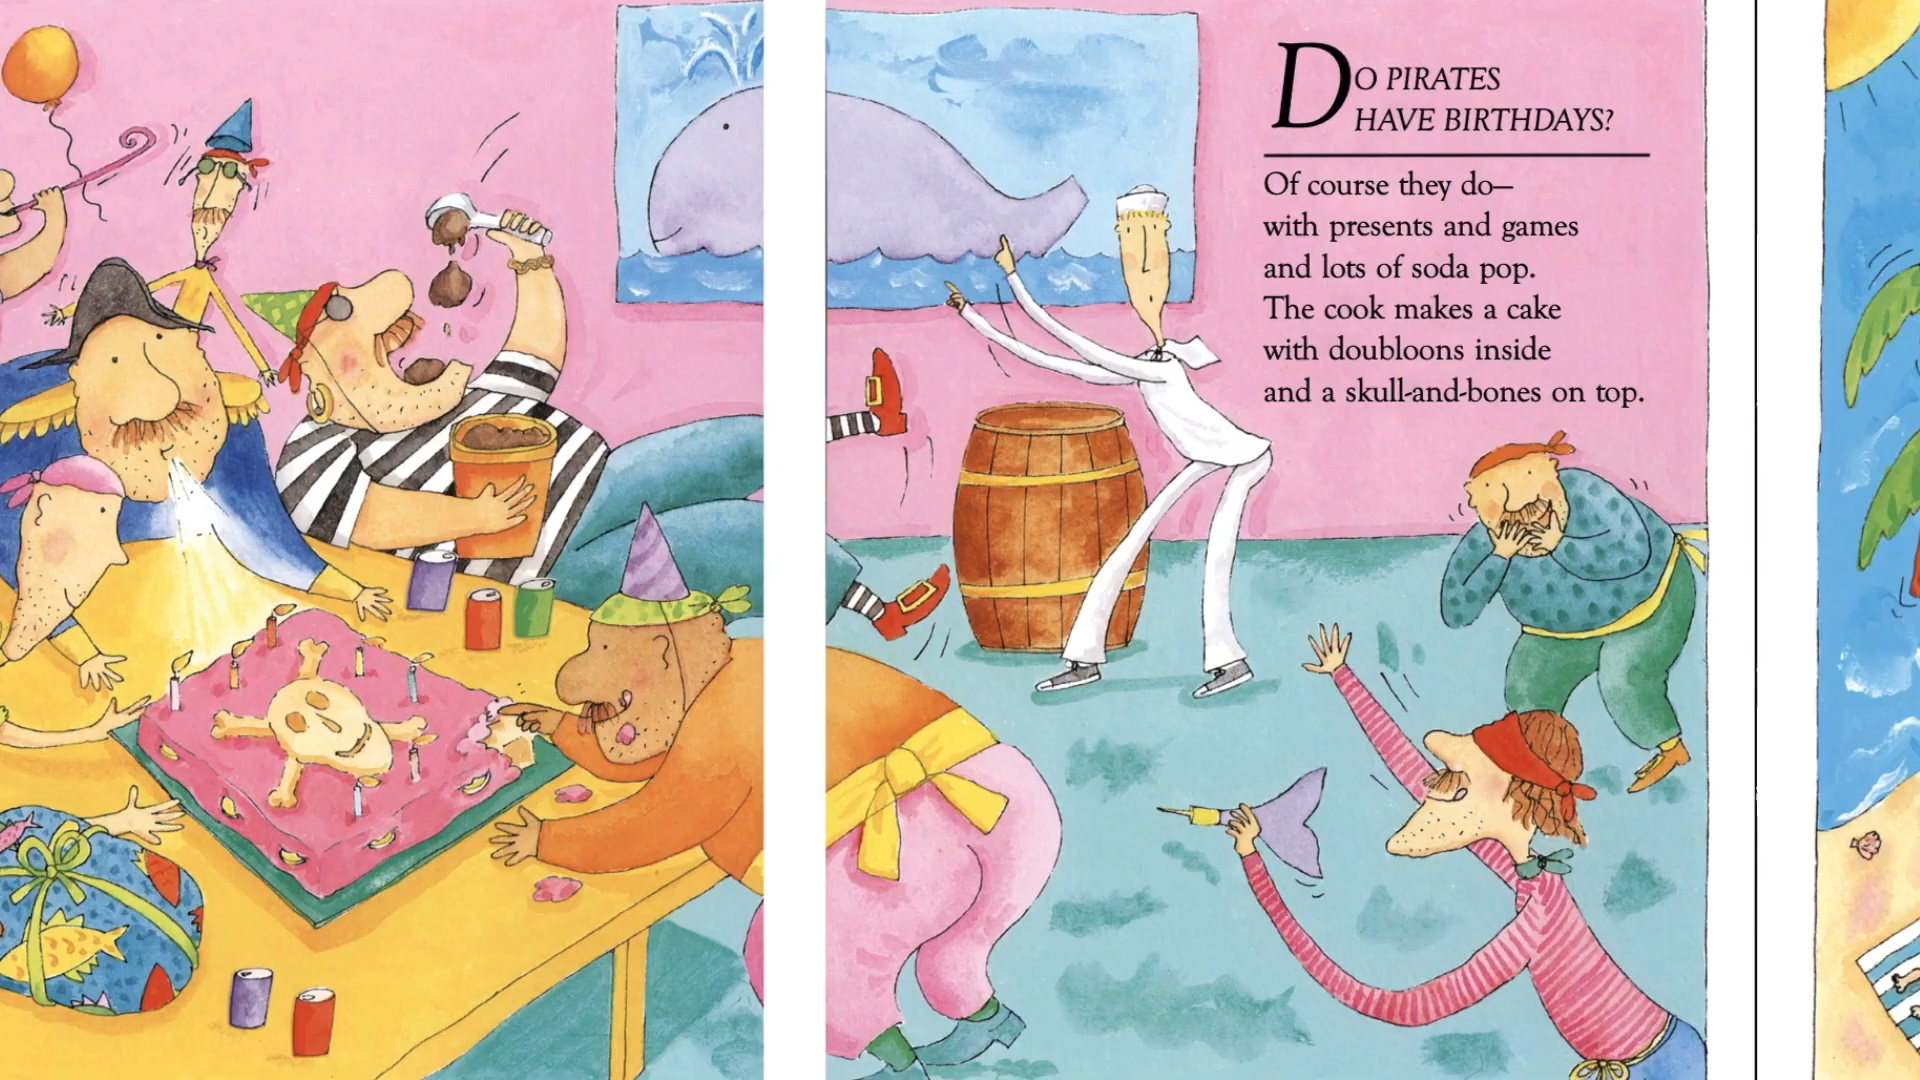 DO PIRATES
HAVE BIRTHDAYS?
Of course they do—
with presents and games
and lots of soda pop.
The cook makes a cake
with doubloons inside
and a skull-and-bones on top.